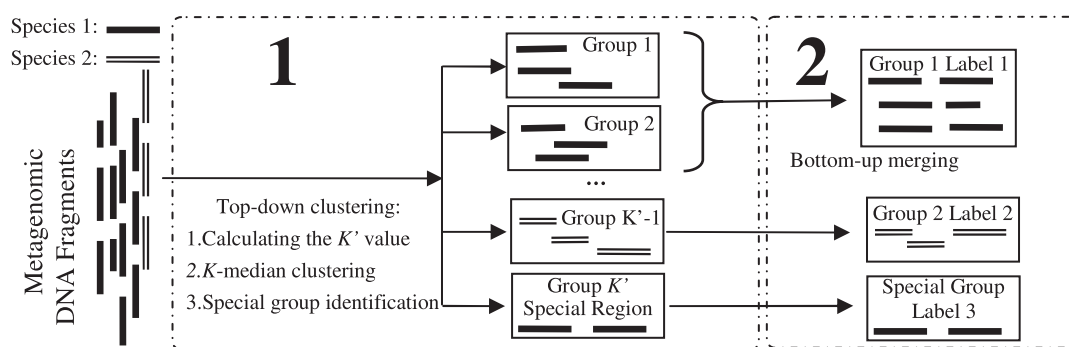 Species 1:
Species 2:
Metagenomic
DNA Fragments
1
Top-down clustering:
1.Calculating the K' value
2.K-median clustering
3.Special group identification
Group 1
Group 2
...
Group K'-1
Group K'
Special Region
2
Group 1 Label 1
Bottom-up merging
Group 2 Label 2
Special Group
Label 3